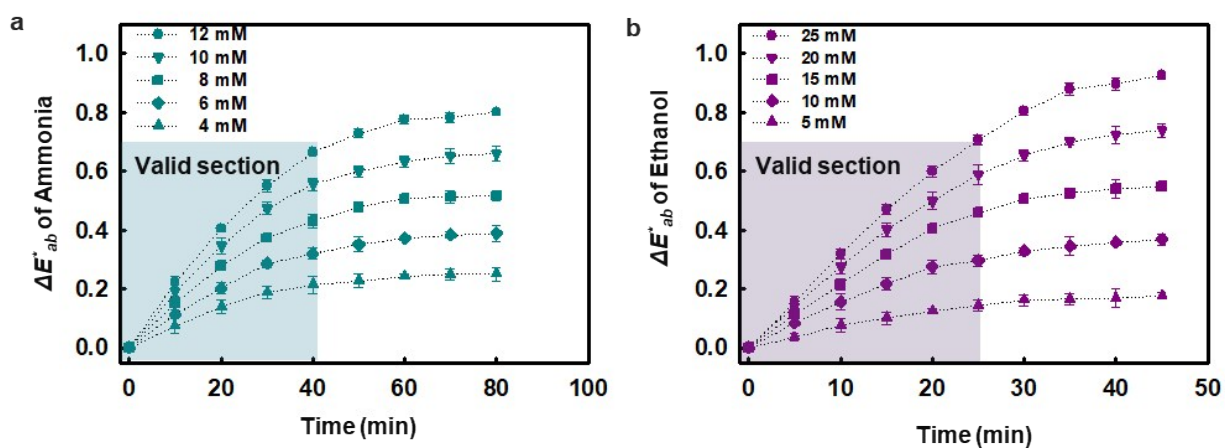 a
12 mM
10 mM
8 mM
6 mM
4 mM
Valid section
1.0
0.8
0.6
0.4
0.2
0.0
ΔE*ab of Ammonia
0 20 40 60 80 100
Time (min)
b
25 mM
20 mM
15 mM
10 mM
5 mM
Valid section
1.0
0.8
0.6
0.4
0.2
0.0
ΔE*ab of Ethanol
0 10 20 30 40 50
Time (min)